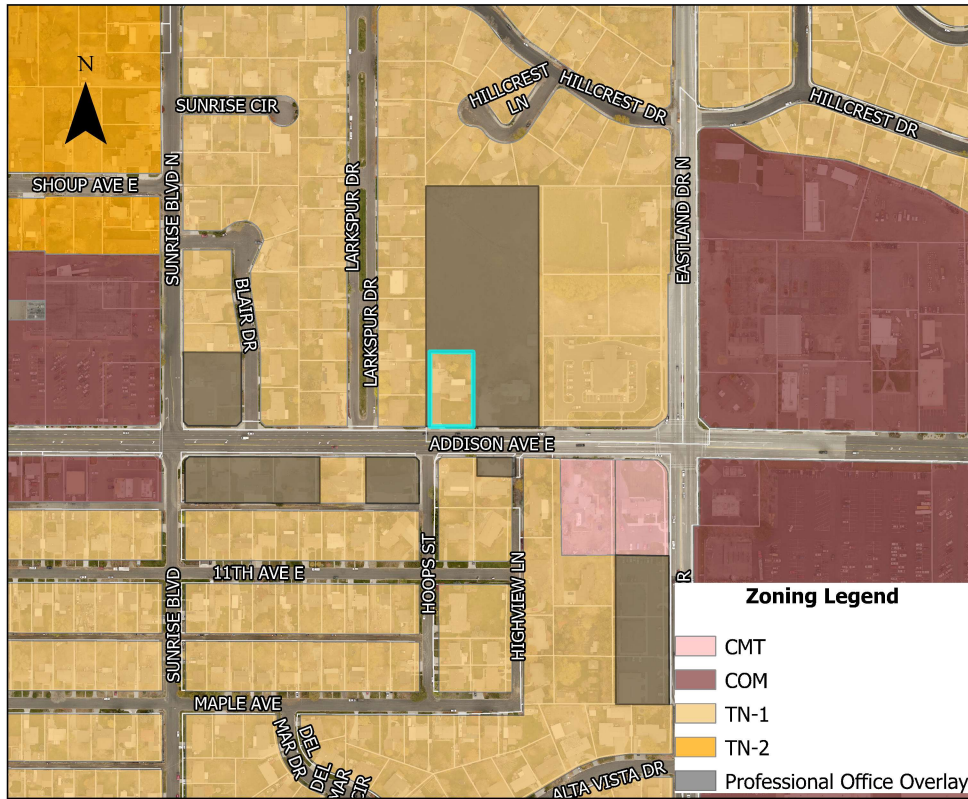 N
SUNRISE CIR
HILLCREST
LN
HILLCREST DR
HILLCREST DR
SHOUP AVE E
SUNRISE BLVD N
LARKSPUR DR
EASTLAND DR N
BLAIR DR
LARKSPUR DR
ADDISON AVE E
11TH AVE E
HOOPS ST
HIGHVIEW LN
SUNRISE BLVD
R
MAPLE AVE
DEL
MAR DR
DEL
MAR
CIR
ALTA VISTA DR
Zoning Legend
CMT
COM
TN-1
TN-2
Professional Office Overlay